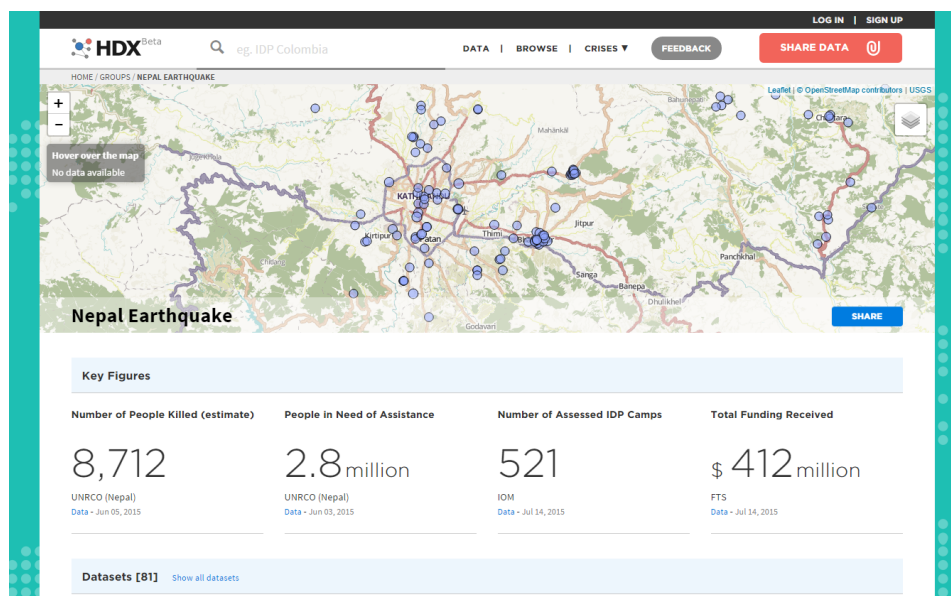 LOG IN | SIGN UP
HDX Beta
eg. IDP Colombia
DATA | BROWSE | CRISES ▼
FEEDBACK
SHARE DATA
HOME / GROUPS / NEPAL EARTHQUAKE
+
−
Leaflet | © OpenStreetMap contributors | USGS
Hover over the map
No data available
Mahánkál
Jitpur
Kirtipur
Thimi
Panchkhal
Sanga
Banepa
Dhulikhel
Godavari
Nepal Earthquake
SHARE
Key Figures
Number of People Killed (estimate)
8,712
UNRCO (Nepal)
Data - Jun 05, 2015
People in Need of Assistance
2.8 million
UNRCO (Nepal)
Data - Jun 03, 2015
Number of Assessed IDP Camps
521
IOM
Data - Jul 14, 2015
Total Funding Received
$ 412 million
FTS
Data - Jul 14, 2015
Datasets [81] Show all datasets